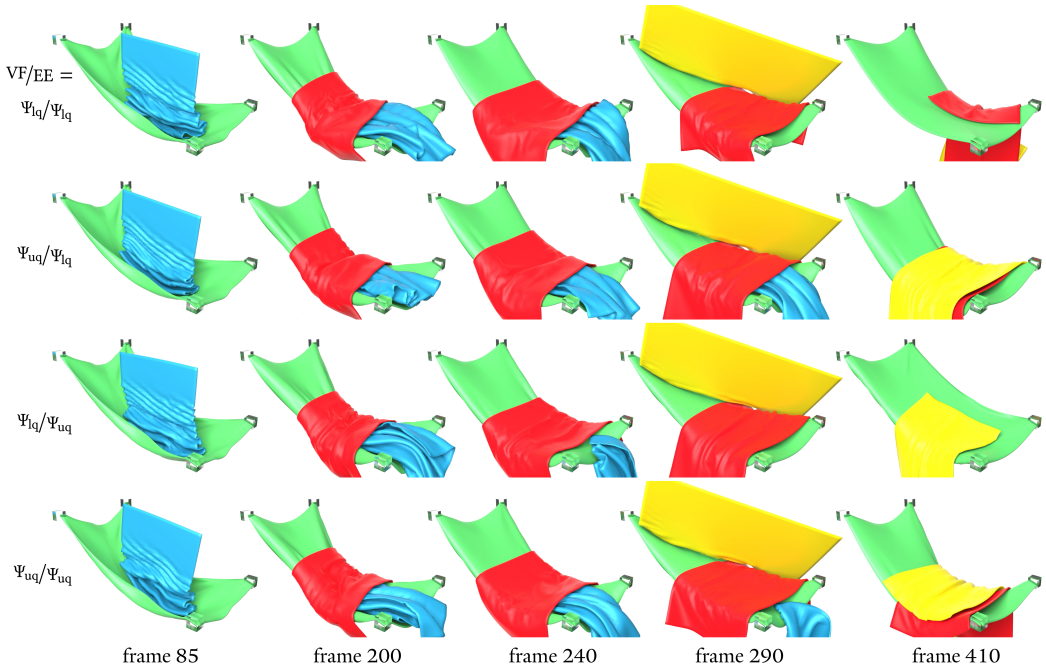 VF/EE =
Ψlq/Ψlq
Ψuq/Ψlq
Ψlq/Ψuq
Ψuq/Ψuq
frame 85 frame 200 frame 240 frame 290 frame 410